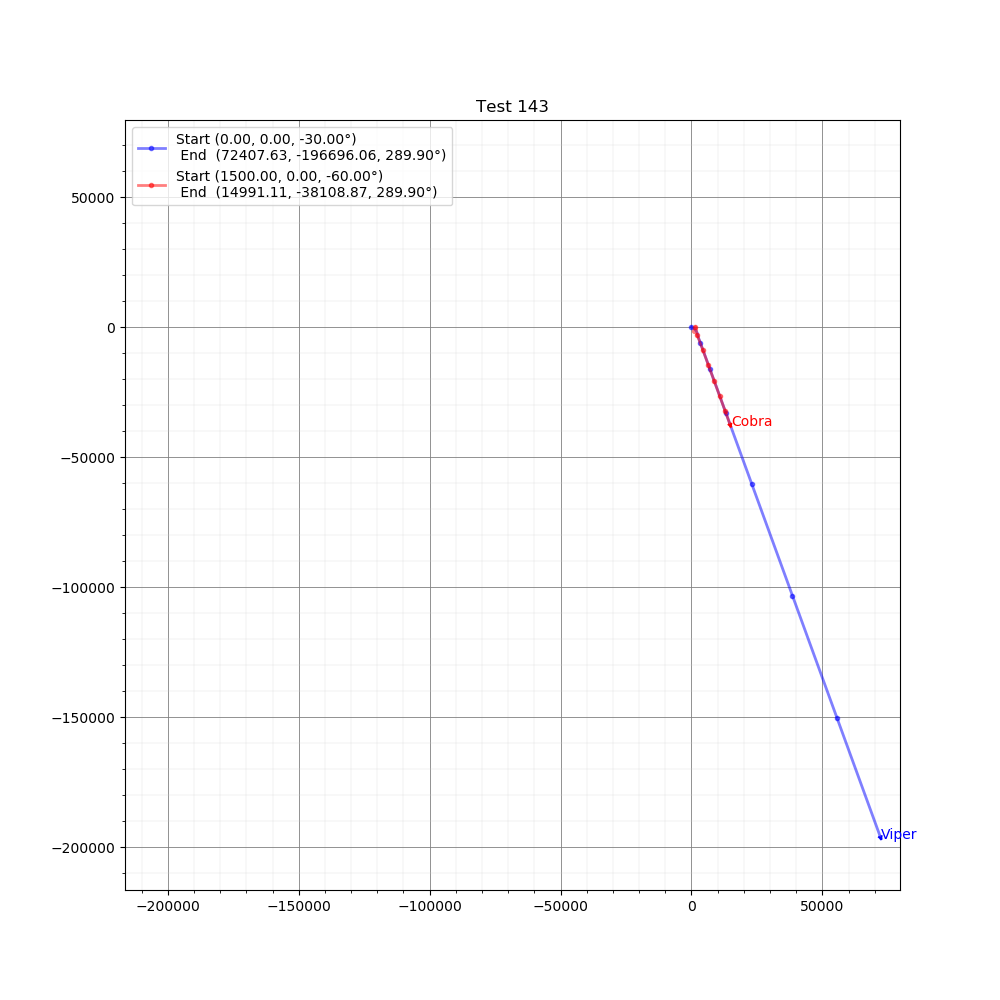 Test 143
Start (0.00, 0.00, -30.00°)
End (72407.63, -196696.06, 289.90°)
Start (1500.00, 0.00, -60.00°)
End (14991.11, -38108.87, 289.90°)
50000
0
−50000
−100000
−150000
−200000
Cobra
Viper
−200000 −150000 −100000 −50000 0 50000